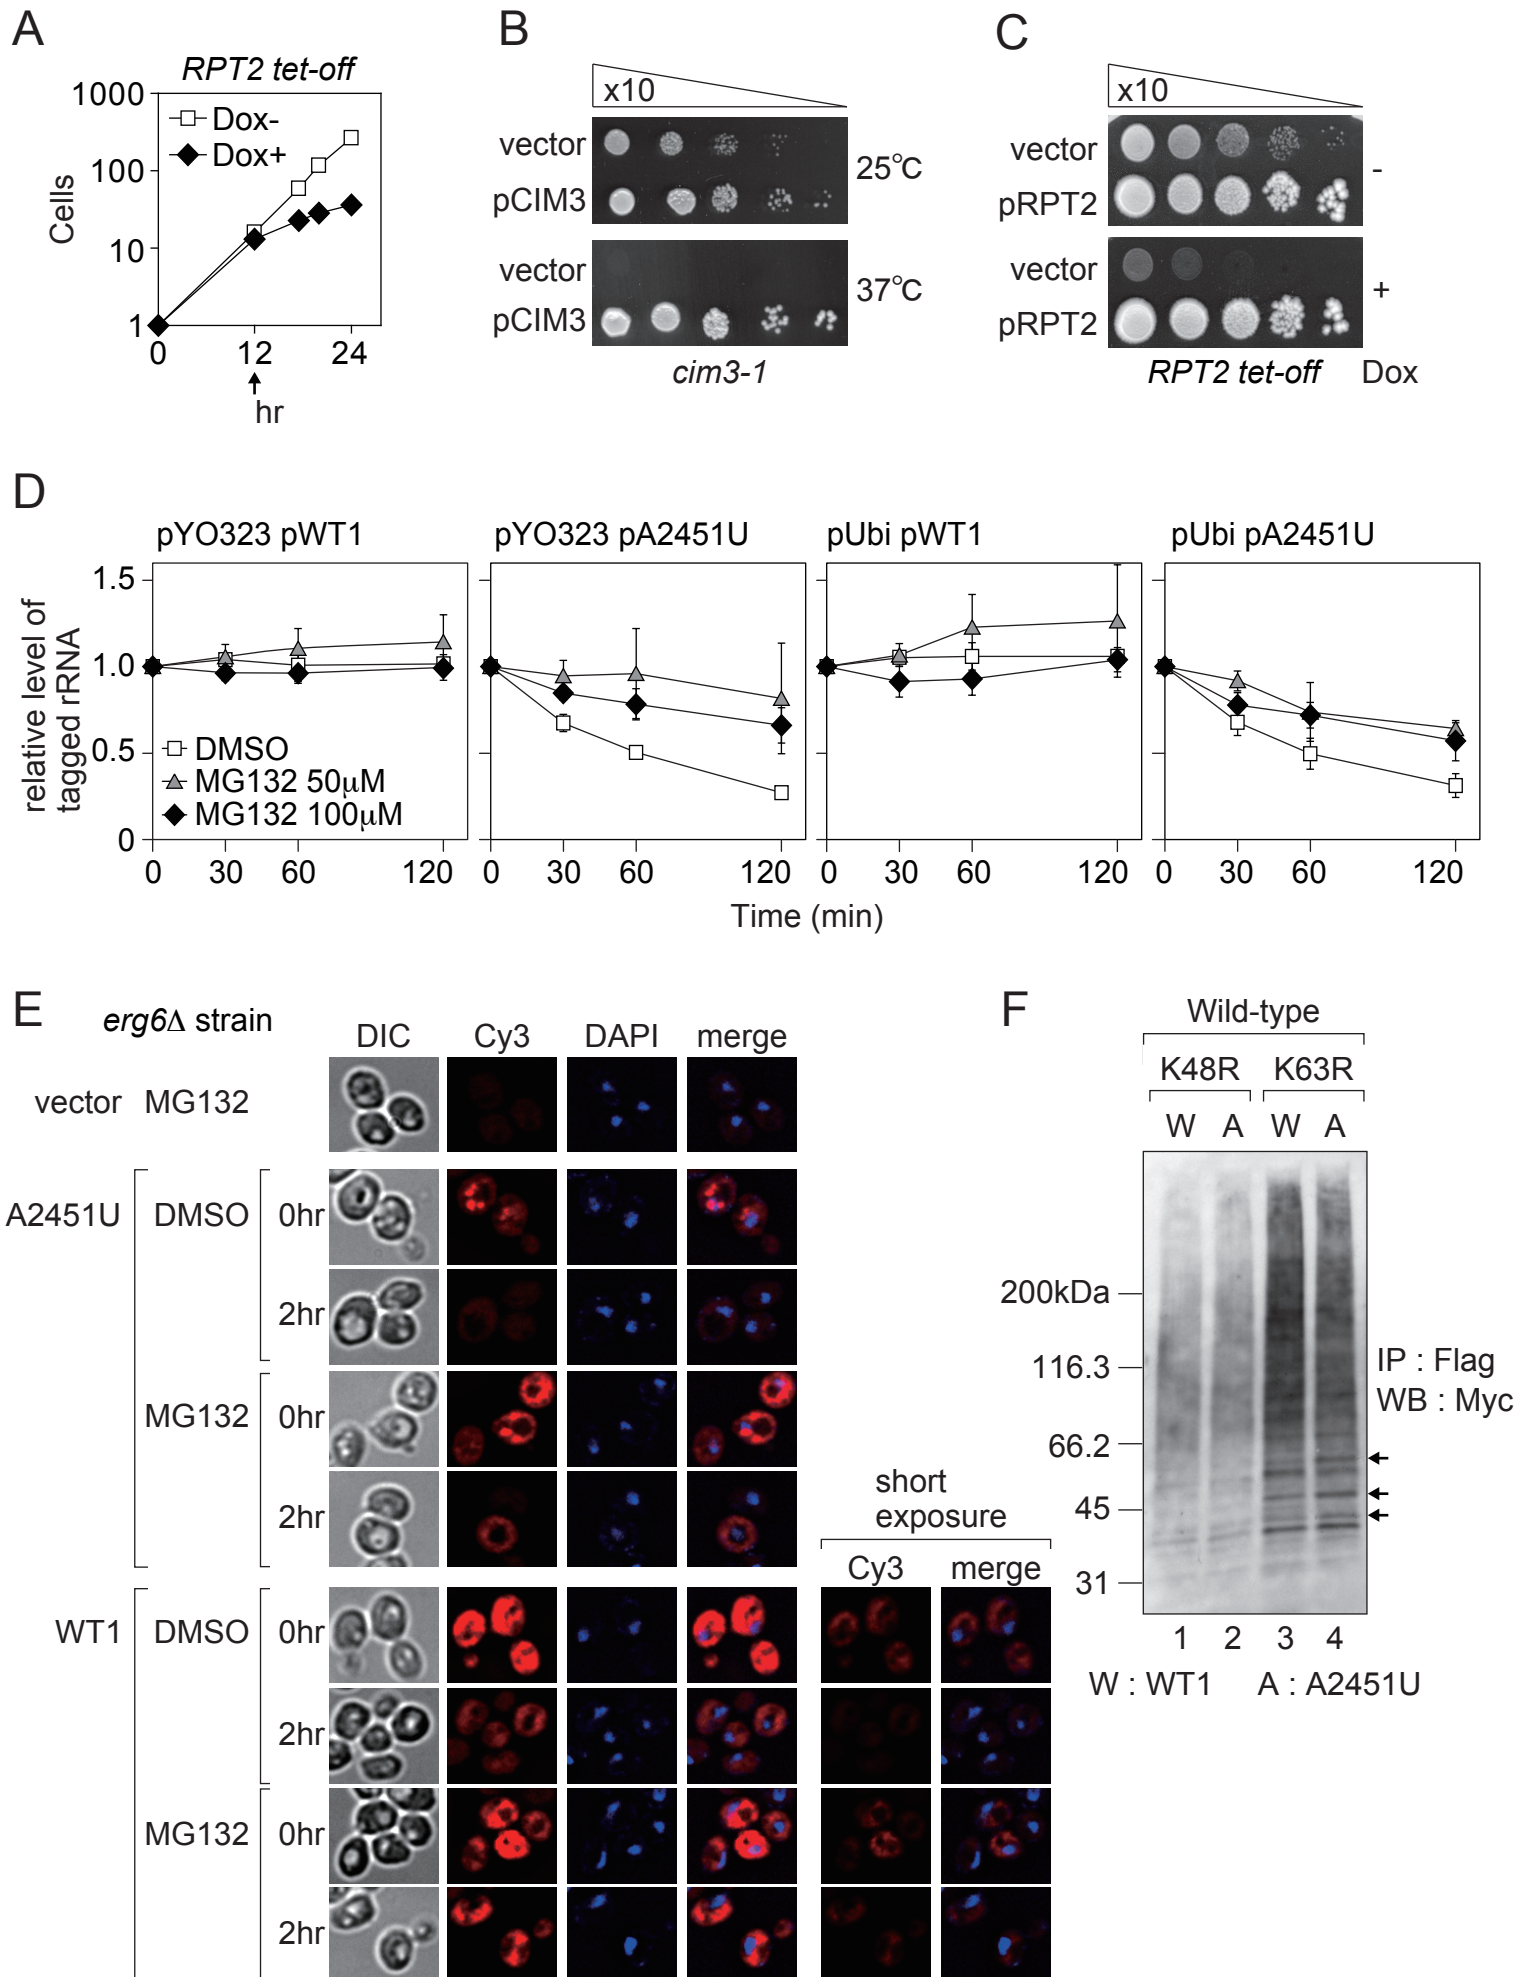 A
RPT2 tet-off
1000
100
10
1
Cells
Dox-
Dox+
0 12 24
hr
B
x10
vector
pCIM3
25℃
vector
pCIM3
37℃
cim3-1
C
x10
vector
pRPT2
-
vector
pRPT2
+
RPT2 tet-off Dox
D
pYO323 pWT1 pYO323 pA2451U pUbi pWT1 pUbi pA2451U
relative level of
tagged rRNA
1.5
1.0
0.5
0
DMSO
MG132 50μM
MG132 100μM
0 30 60 120 0 30 60 120 0 30 60 120 0 30 60 120
Time (min)
E
erg6Δ strain
DIC Cy3 DAPI merge
vector MG132
A2451U DMSO 0hr
2hr
MG132 0hr
2hr
short
exposure
Cy3 merge
WT1 DMSO 0hr
2hr
MG132 0hr
2hr
F
Wild-type
K48R K63R
W A W A
200kDa
116.3
66.2
45
31
IP : Flag
WB : Myc
1 2 3 4
W : WT1 A : A2451U